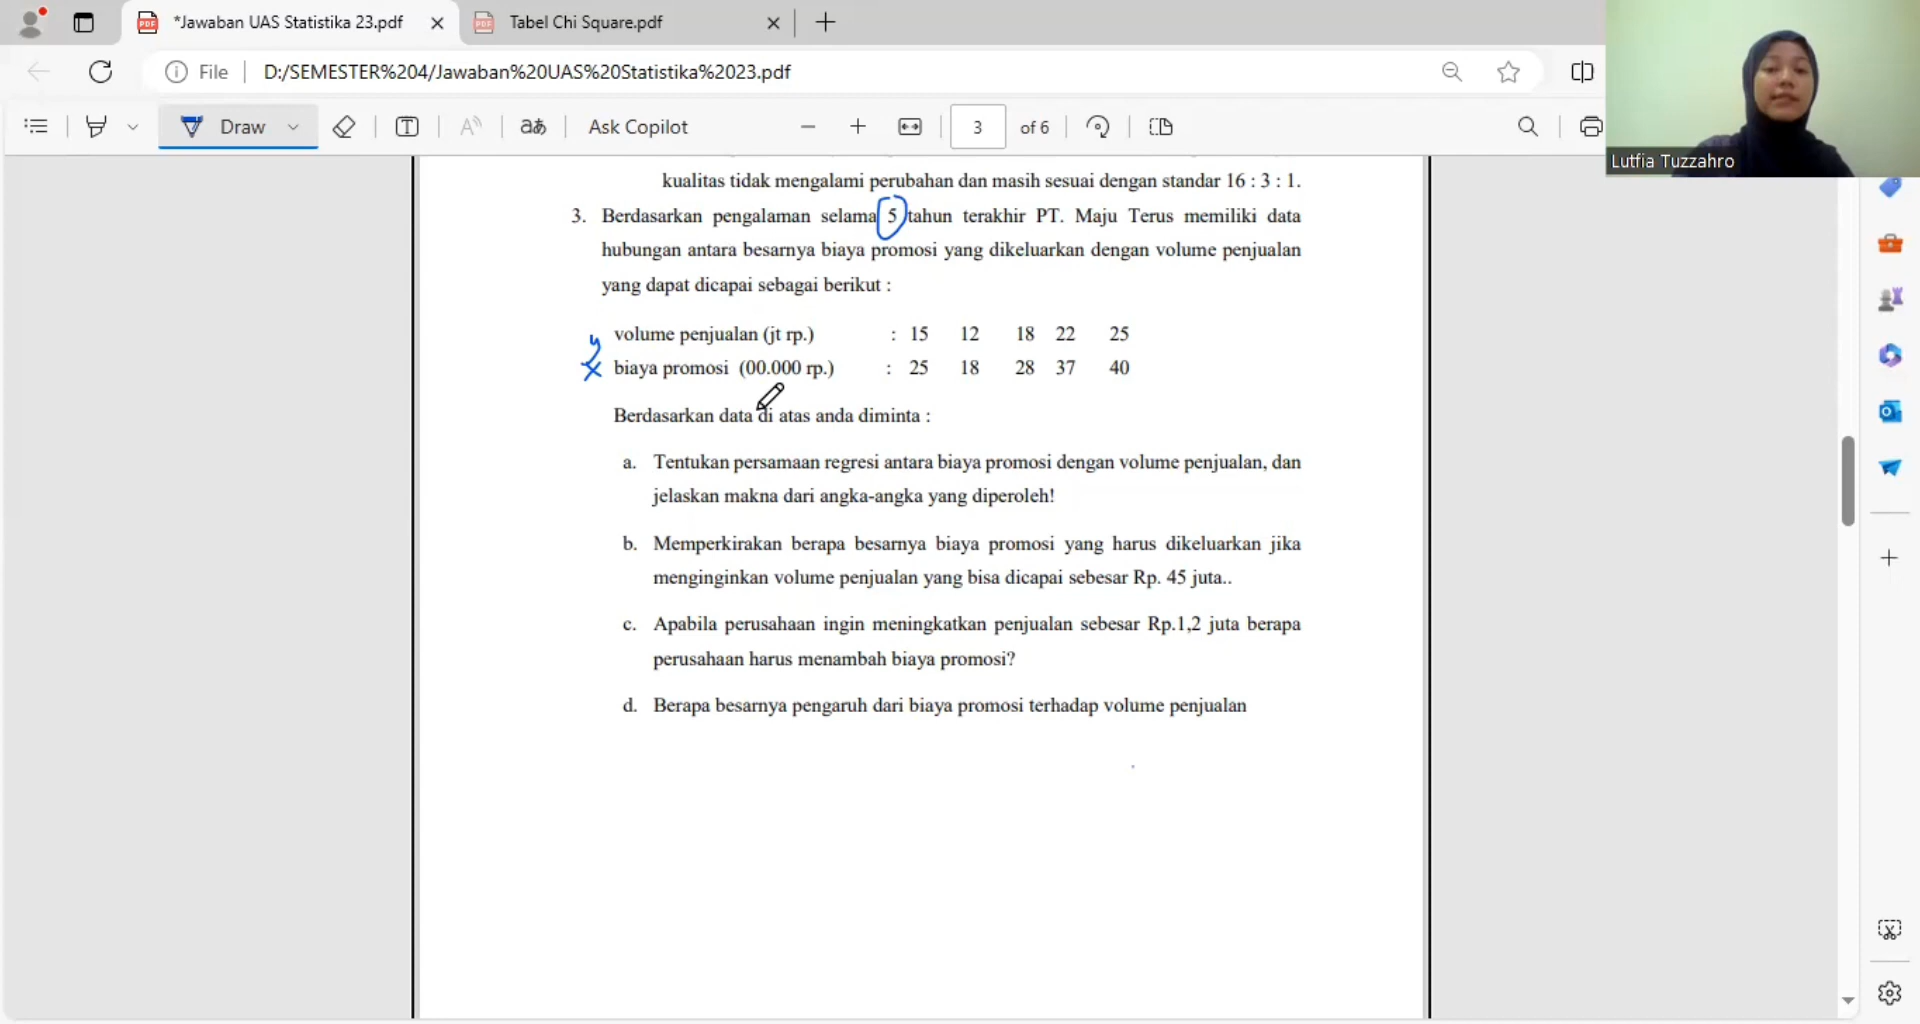 *Jawaban UAS Statistika 23.pdf
Tabel Chi Square.pdf
File D:/SEMESTER%204/Jawaban%20UAS%20Statistika%2023.pdf
Draw
Ask Copilot
3 of 6
Lutfia Tuzzahro
kualitas tidak mengalami perubahan dan masih sesuai dengan standar 16 : 3 : 1.
3. Berdasarkan pengalaman selama 5 tahun terakhir PT. Maju Terus memiliki data
hubungan antara besarnya biaya promosi yang dikeluarkan dengan volume penjualan
yang dapat dicapai sebagai berikut :
y volume penjualan (jt rp.) : 15 12 18 22 25
x biaya promosi (00.000 rp.) : 25 18 28 37 40
Berdasarkan data di atas anda diminta :
a. Tentukan persamaan regresi antara biaya promosi dengan volume penjualan, dan
jelaskan makna dari angka-angka yang diperoleh!
b. Memperkirakan berapa besarnya biaya promosi yang harus dikeluarkan jika
menginginkan volume penjualan yang bisa dicapai sebesar Rp. 45 juta..
c. Apabila perusahaan ingin meningkatkan penjualan sebesar Rp.1,2 juta berapa
perusahaan harus menambah biaya promosi?
d. Berapa besarnya pengaruh dari biaya promosi terhadap volume penjualan